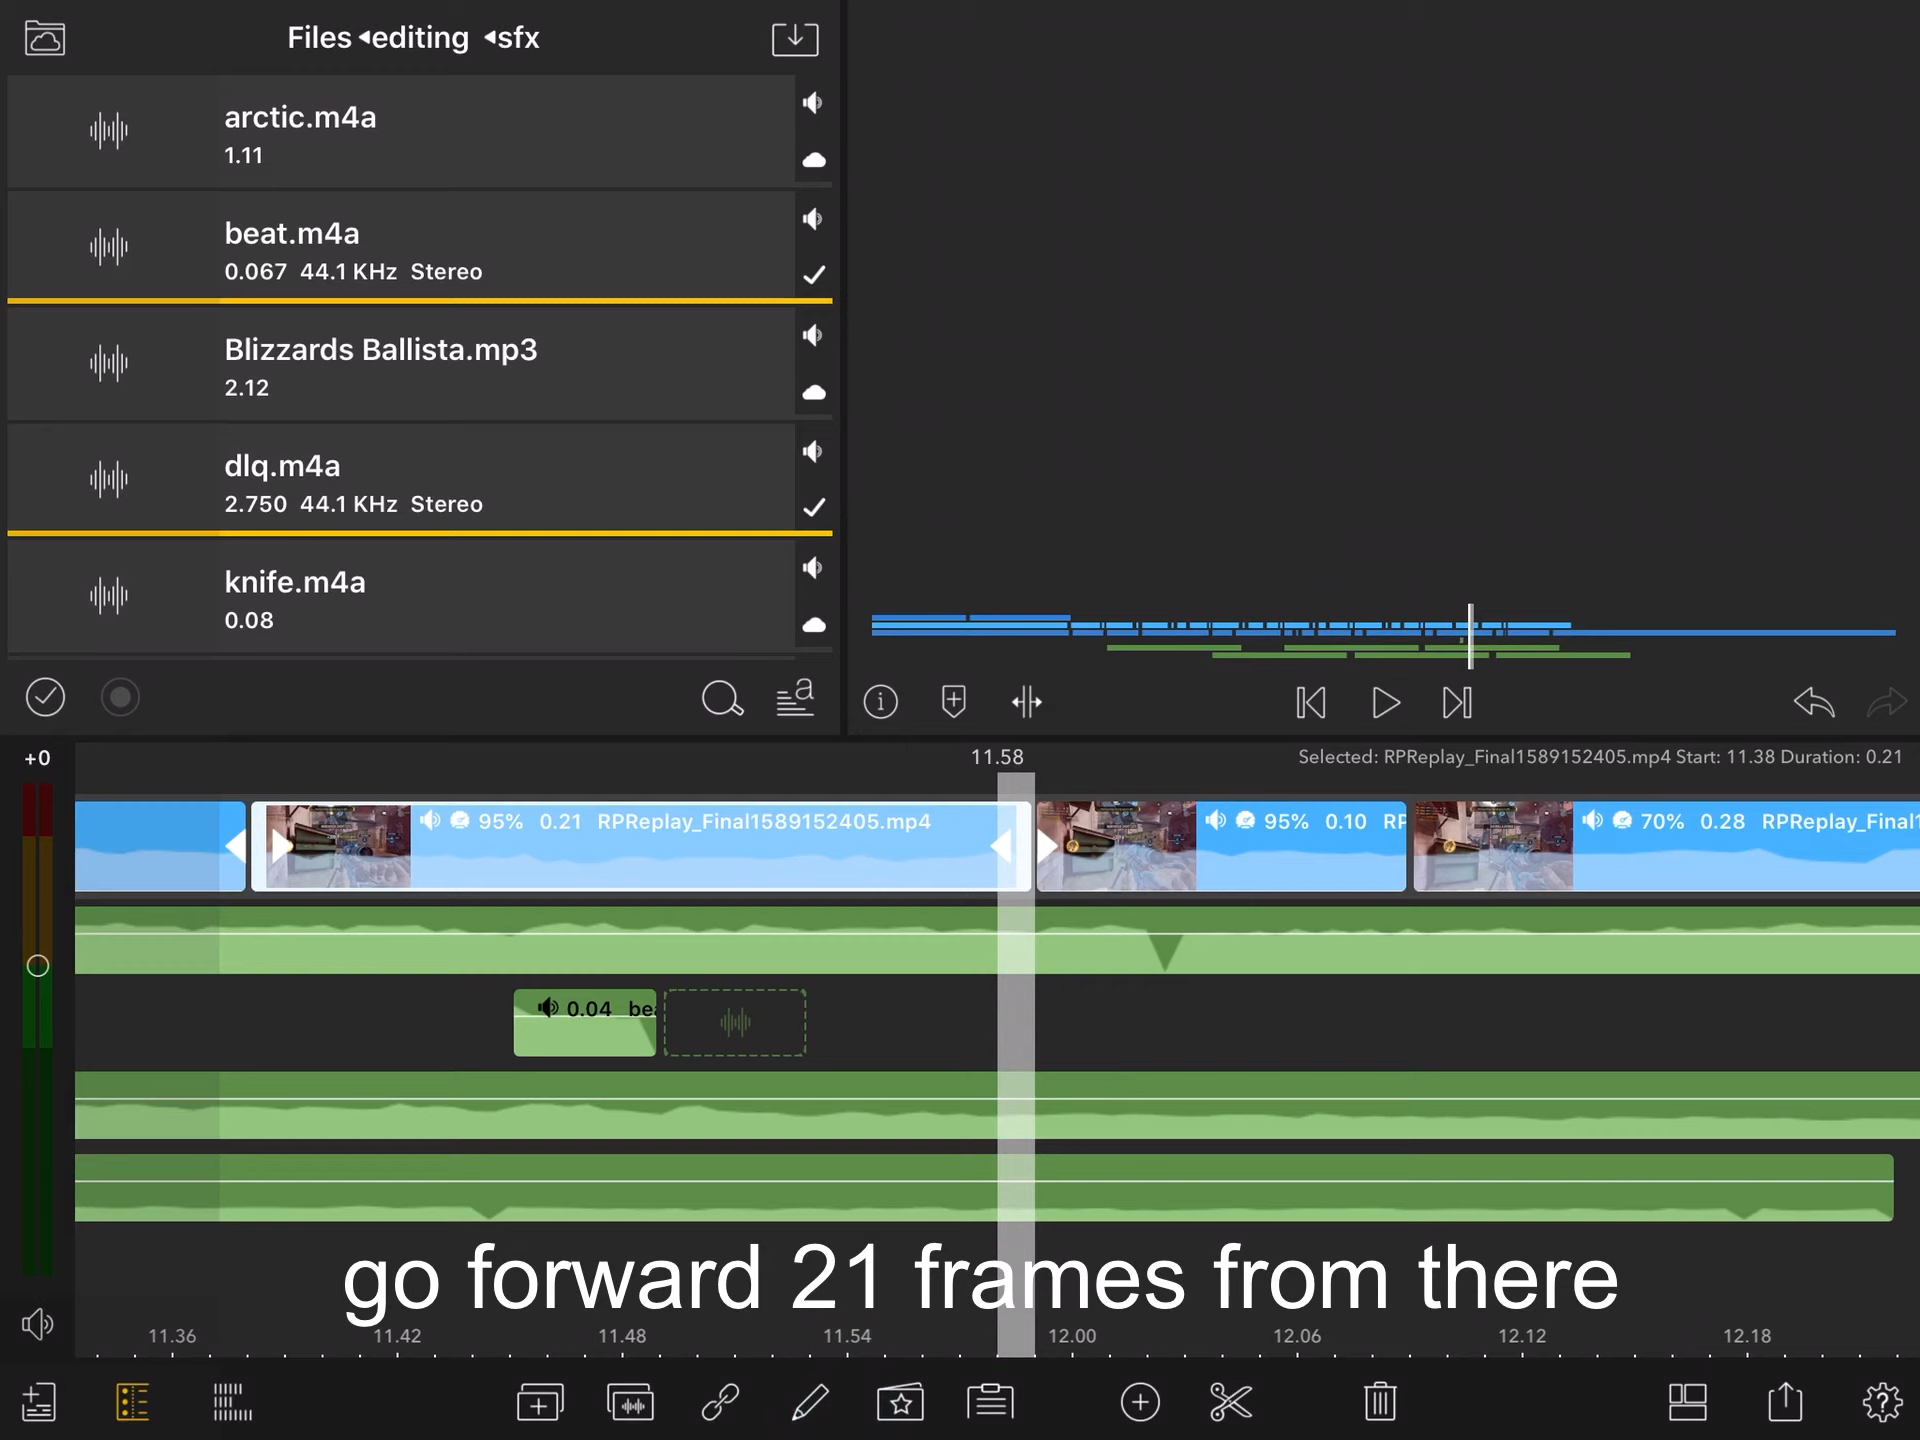 Files ◂editing ◂sfx
arctic.m4a
1.11
beat.m4a
0.067 44.1 KHz Stereo
Blizzards Ballista.mp3
2.12
dlq.m4a
2.750 44.1 KHz Stereo
knife.m4a
0.08
a
+0
11.58
Selected: RPReplay_Final1589152405.mp4 Start: 11.38 Duration: 0.21
95% 0.21 RPReplay_Final1589152405.mp4
95% 0.10 RP
70% 0.28 RPReplay_Final1
0.04 bea
go forward 21 frames from there
11.36 11.42 11.48 11.54 12.00 12.06 12.12 12.18